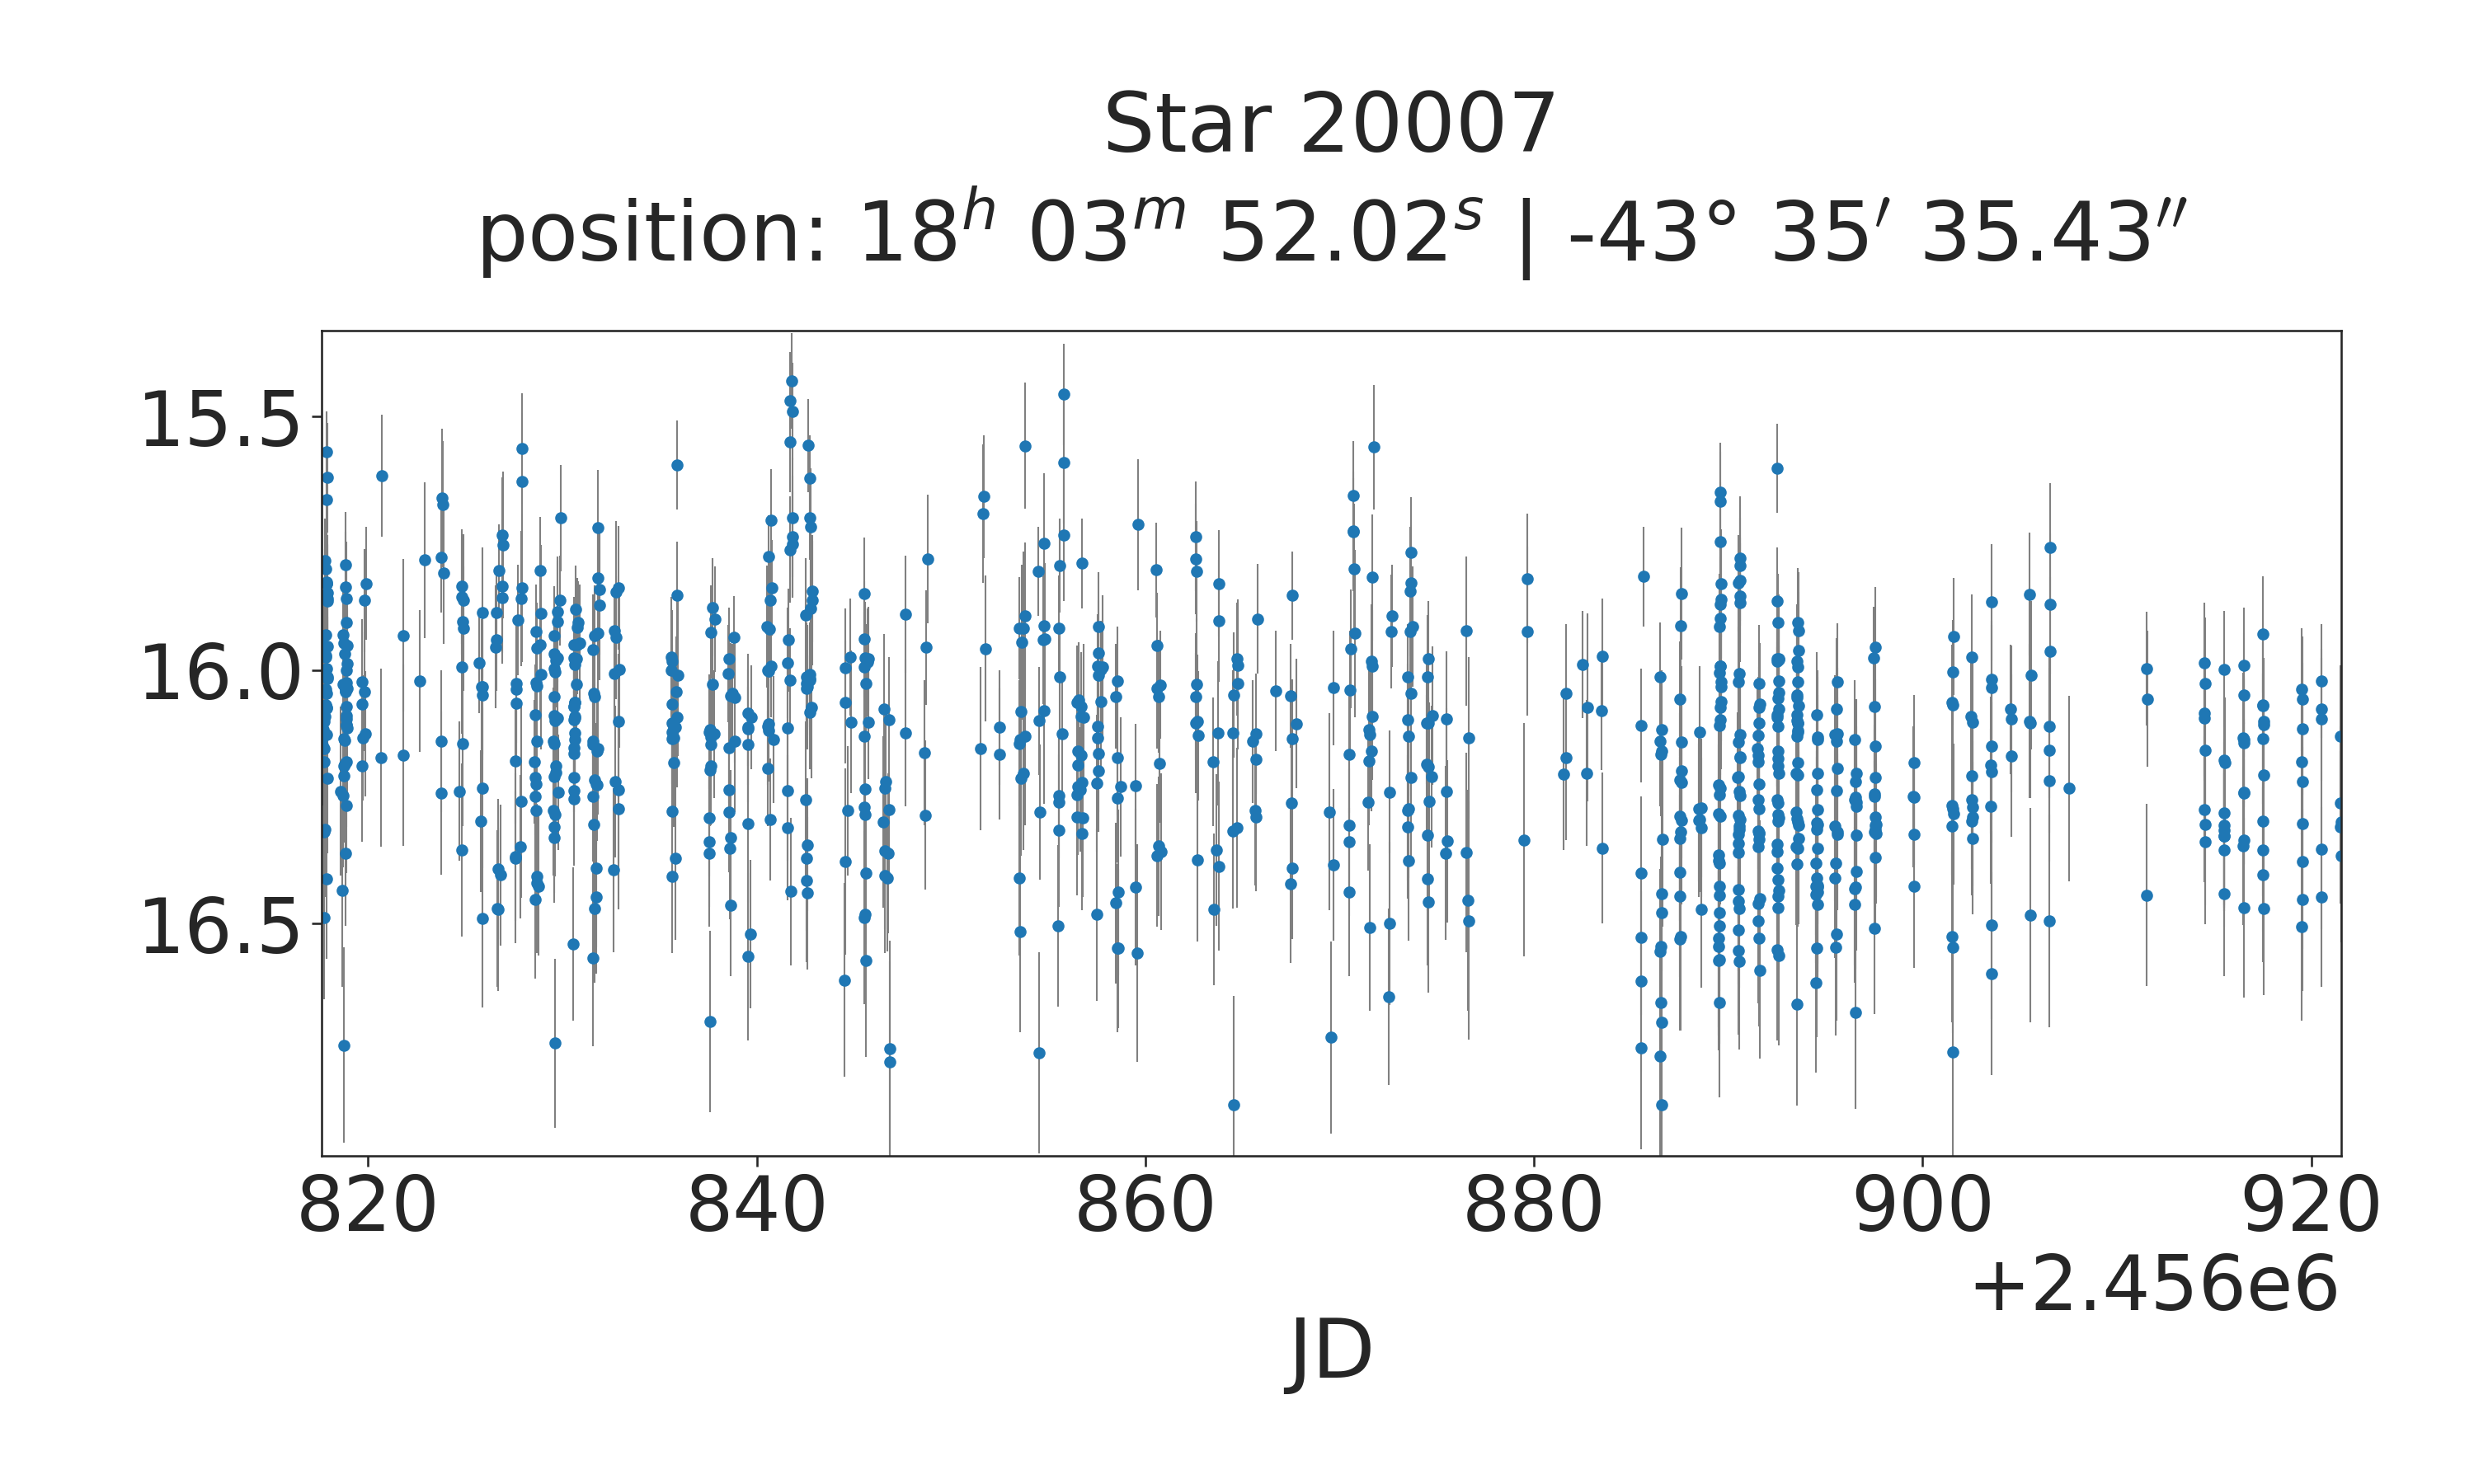 Star 20007
position: 18ʰ 03ᵐ 52.02ˢ | -43° 35′ 35.43″
15.5
16.0
16.5
820 840 860 880 900 920
+2.456e6
JD